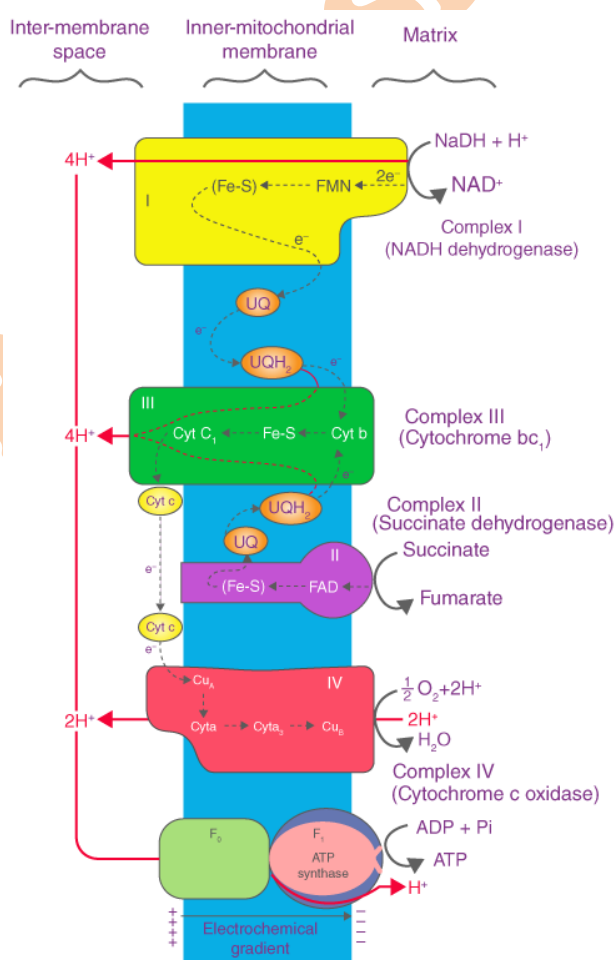 Inter-membrane
space
Inner-mitochondrial
membrane
Matrix
4H⁺
NaDH + H⁺
2e⁻
(Fe-S)
FMN
NAD⁺
I
Complex I
(NADH dehydrogenase)
e⁻
UQ
e⁻
UQH₂
e⁻
III
Complex III
(Cytochrome bc₁)
4H⁺
Cyt C₁
Fe-S
Cyt b
e⁻
Cyt c
UQH₂
Complex II
(Succinate dehydrogenase)
UQ
II
Succinate
e⁻
(Fe-S)
FAD
Fumarate
Cyt c
e⁻
Cu_A
IV
½ O₂+2H⁺
2H⁺
Cyta
Cyta₃
Cu_B
2H⁺
H₂O
Complex IV
(Cytochrome c oxidase)
F₀
F₁
ADP + Pi
ATP
synthase
ATP
H⁺
+ + + +
− − − −
Electrochemical
gradient